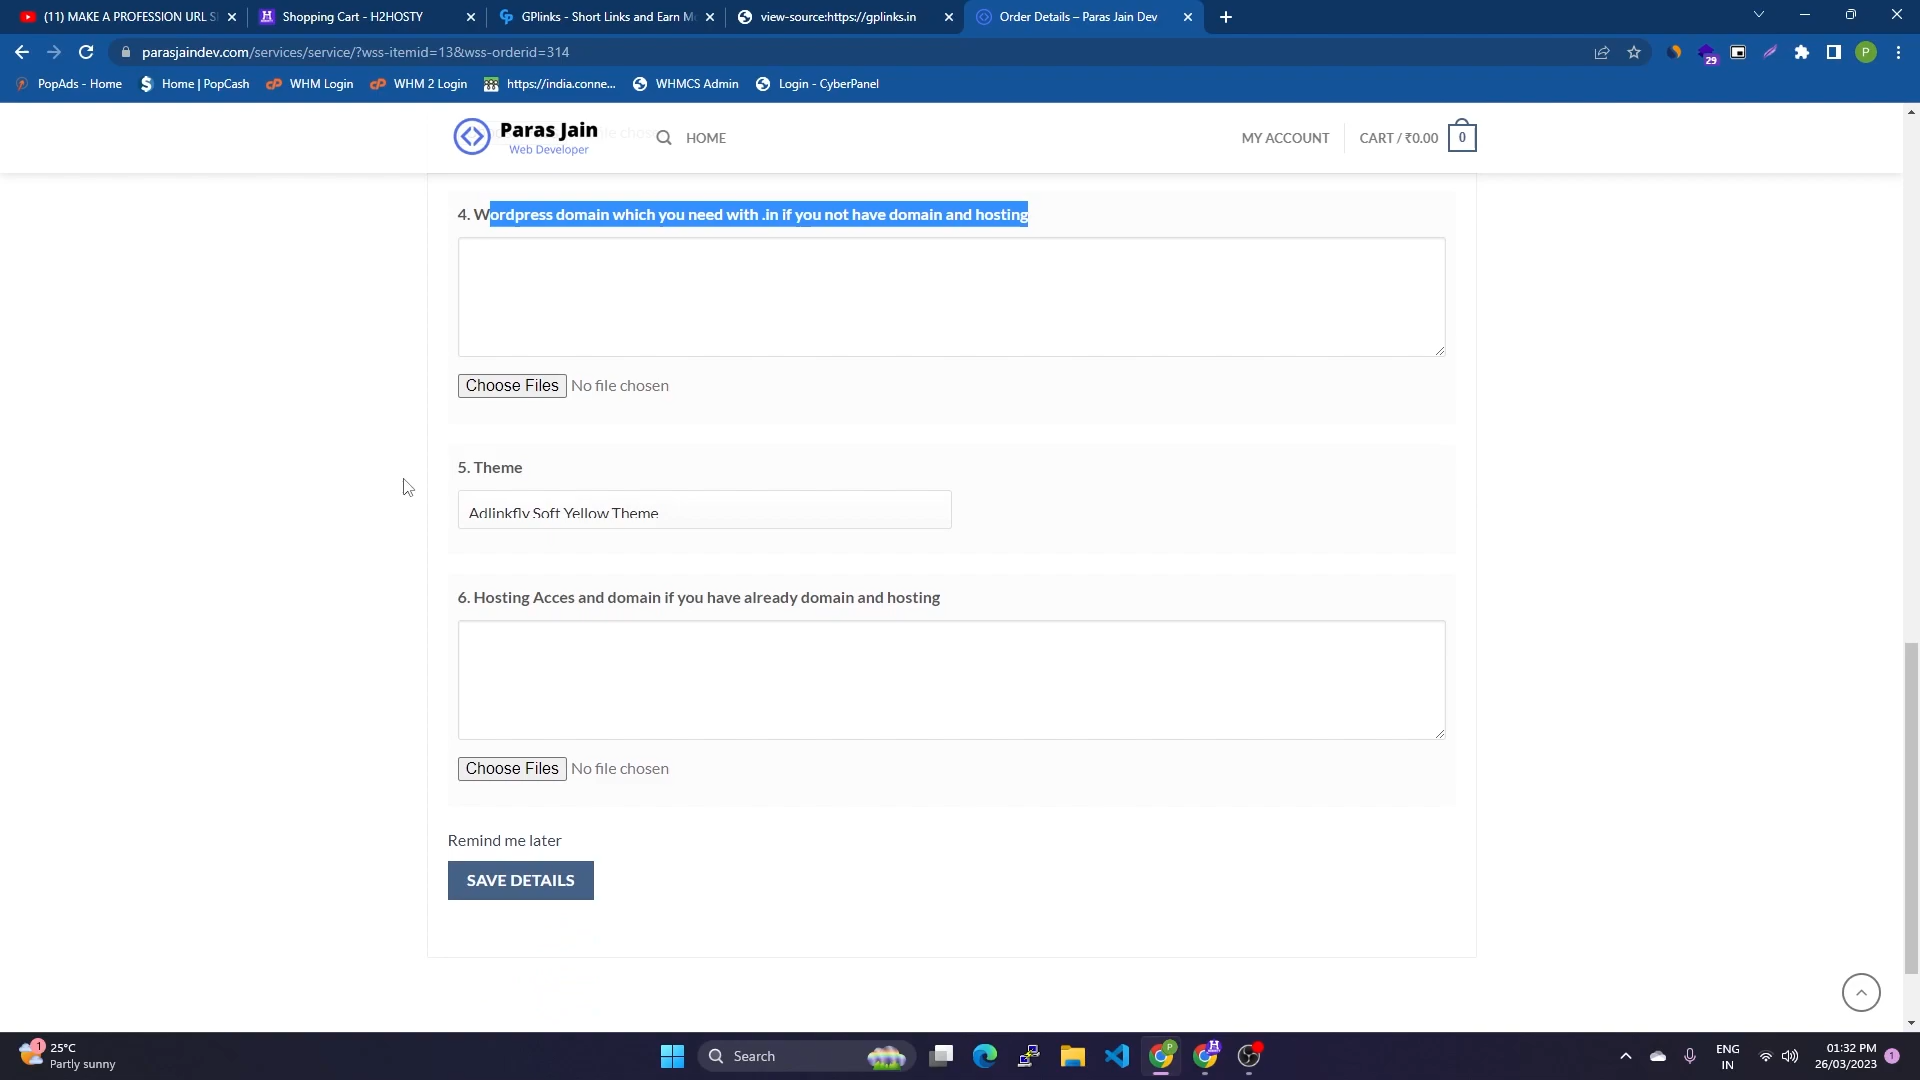 (11) MAKE A PROFESSION URL S
Shopping Cart - H2HOSTY
GPlinks - Short Links and Earn Mo
view-source:https://gplinks.in
Order Details – Paras Jain Dev
parasjaindev.com/services/service/?wss-itemid=13&wss-orderid=314
29
P
PopAds - Home
Home | PopCash
WHM Login
WHM 2 Login
https://india.conne...
WHMCS Admin
Login - CyberPanel
Paras Jain
Web Developer
HOME
MY ACCOUNT
CART / ₹0.00
0
4. Wordpress domain which you need with .in if you not have domain and hosting
Choose Files No file chosen
5. Theme
Adlinkfly Soft Yellow Theme
6. Hosting Acces and domain if you have already domain and hosting
Choose Files No file chosen
Remind me later
SAVE DETAILS
1
25°C
Partly sunny
Search
ENG
IN
01:32 PM
26/03/2023
1